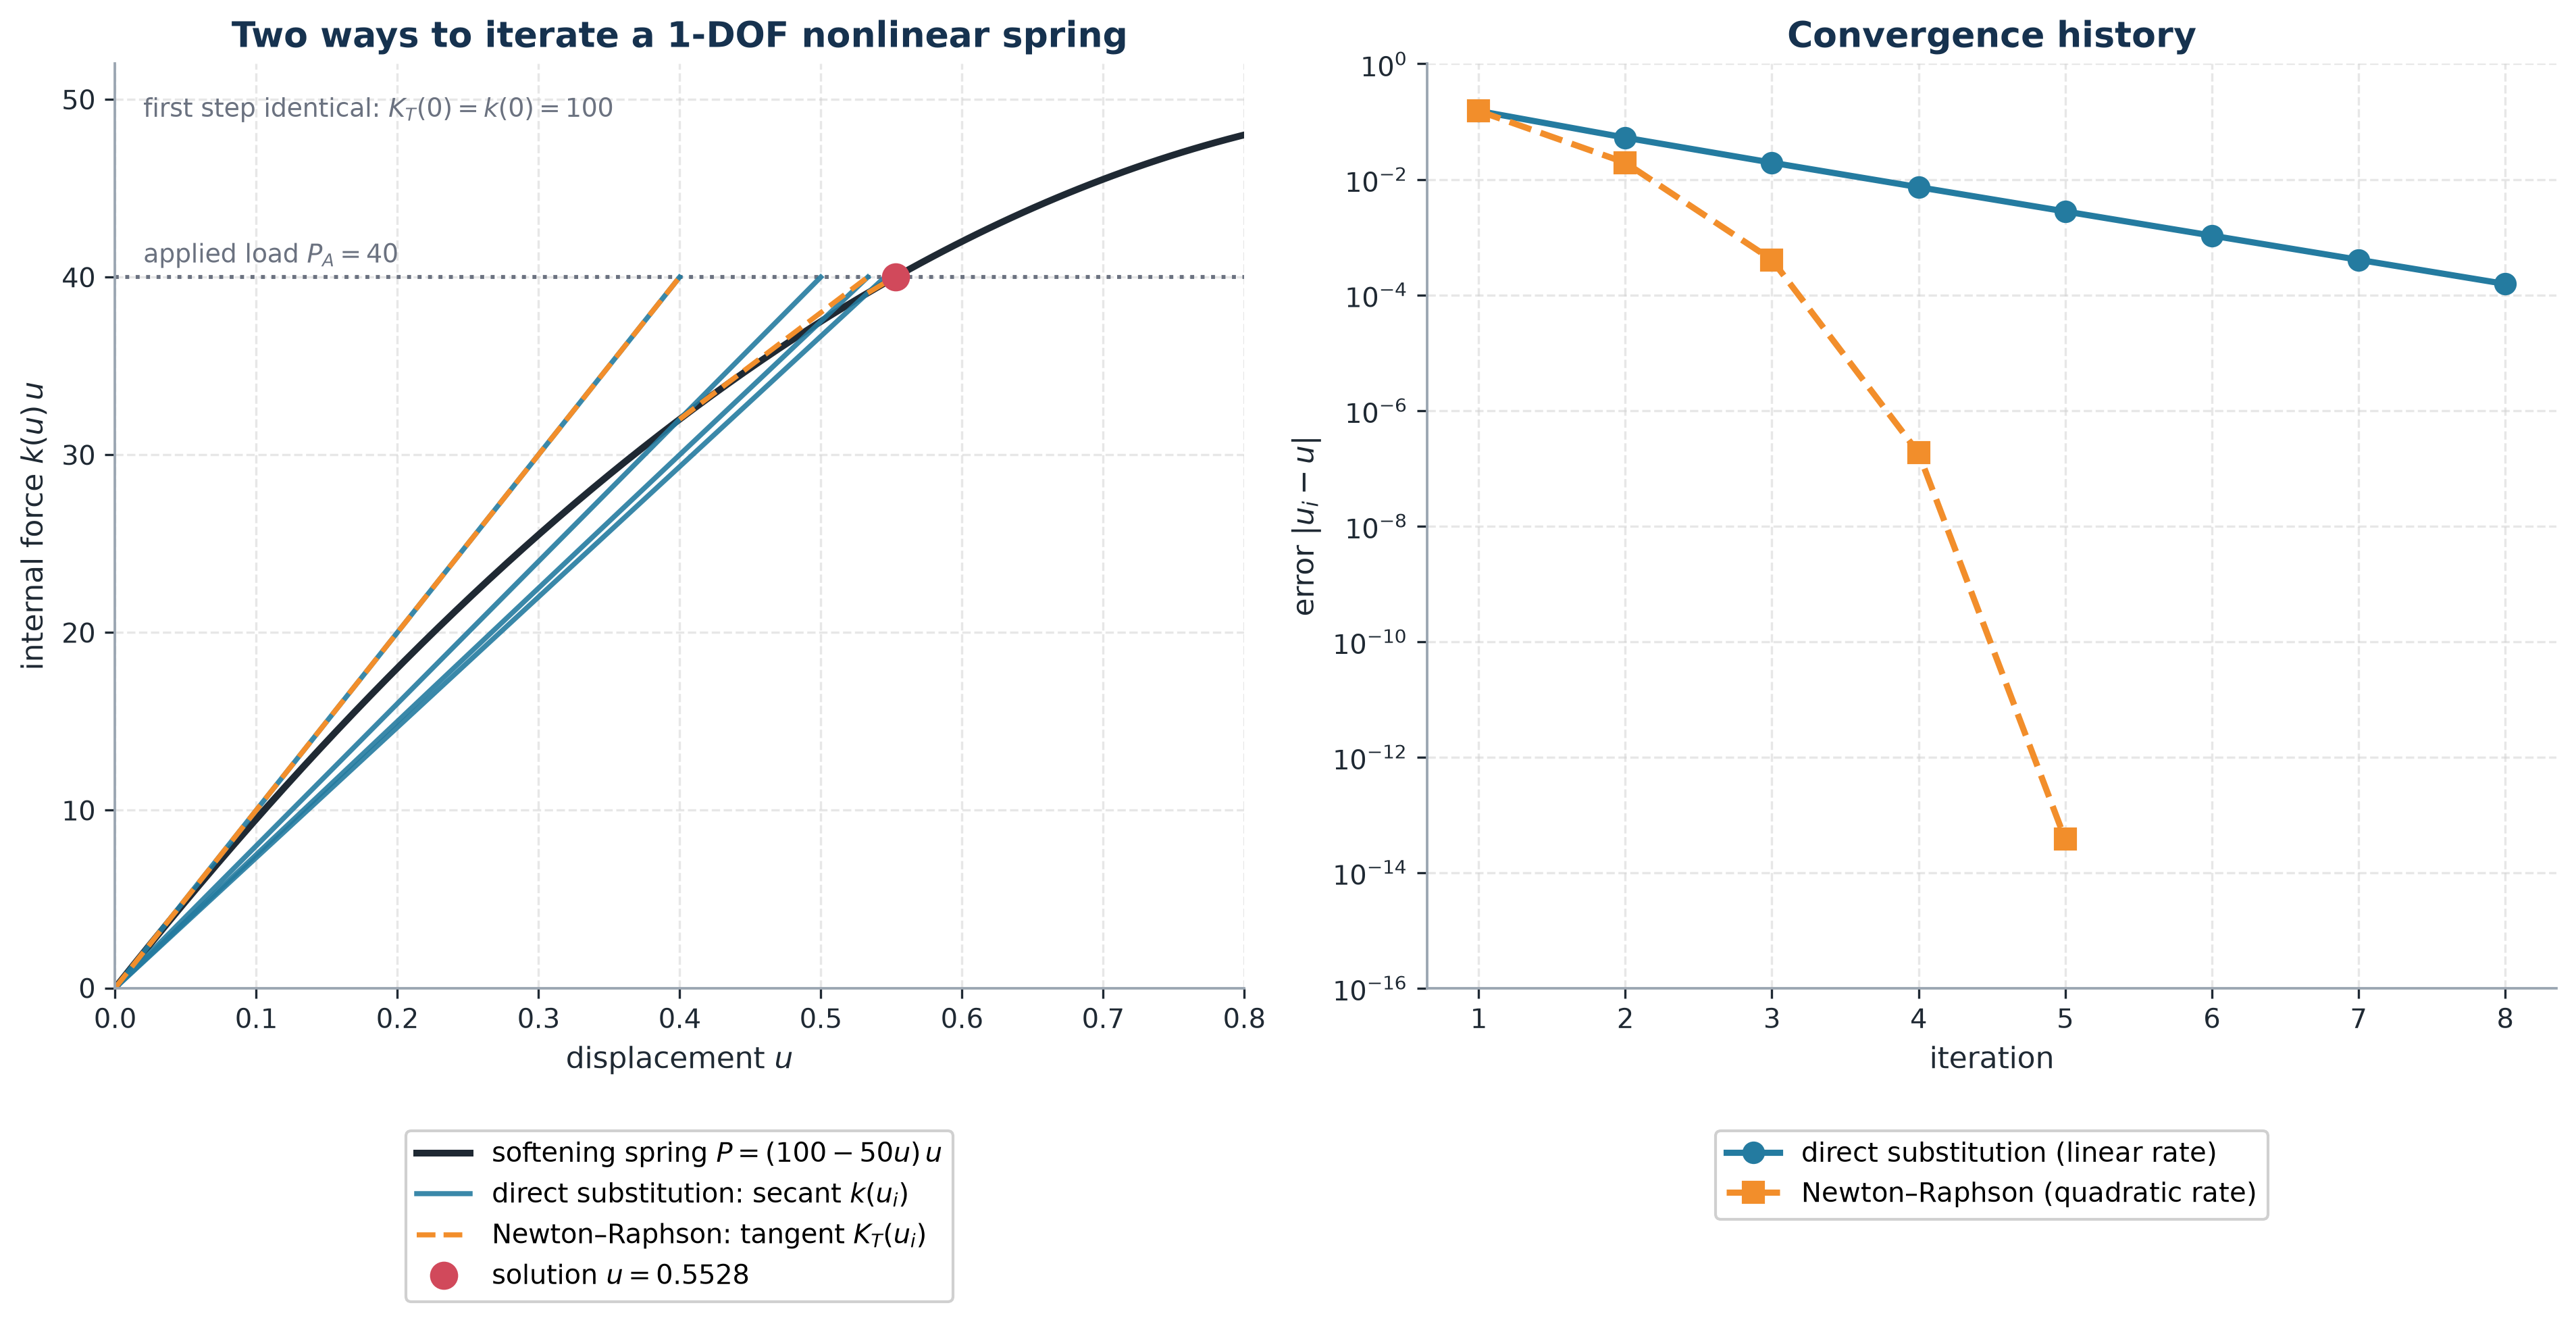 Two ways to iterate a 1-DOF nonlinear spring
50
40
30
20
10
0
internal force k(u) u
first step identical: K_T(0) = k(0) = 100
applied load P_A = 40
0.0 0.1 0.2 0.3 0.4 0.5 0.6 0.7 0.8
displacement u
softening spring P = (100 − 50u) u
direct substitution: secant k(u_i)
Newton–Raphson: tangent K_T(u_i)
solution u = 0.5528
Convergence history
10^0
10^−2
10^−4
10^−6
10^−8
10^−10
10^−12
10^−14
10^−16
error |u_i − u|
1 2 3 4 5 6 7 8
iteration
direct substitution (linear rate)
Newton–Raphson (quadratic rate)